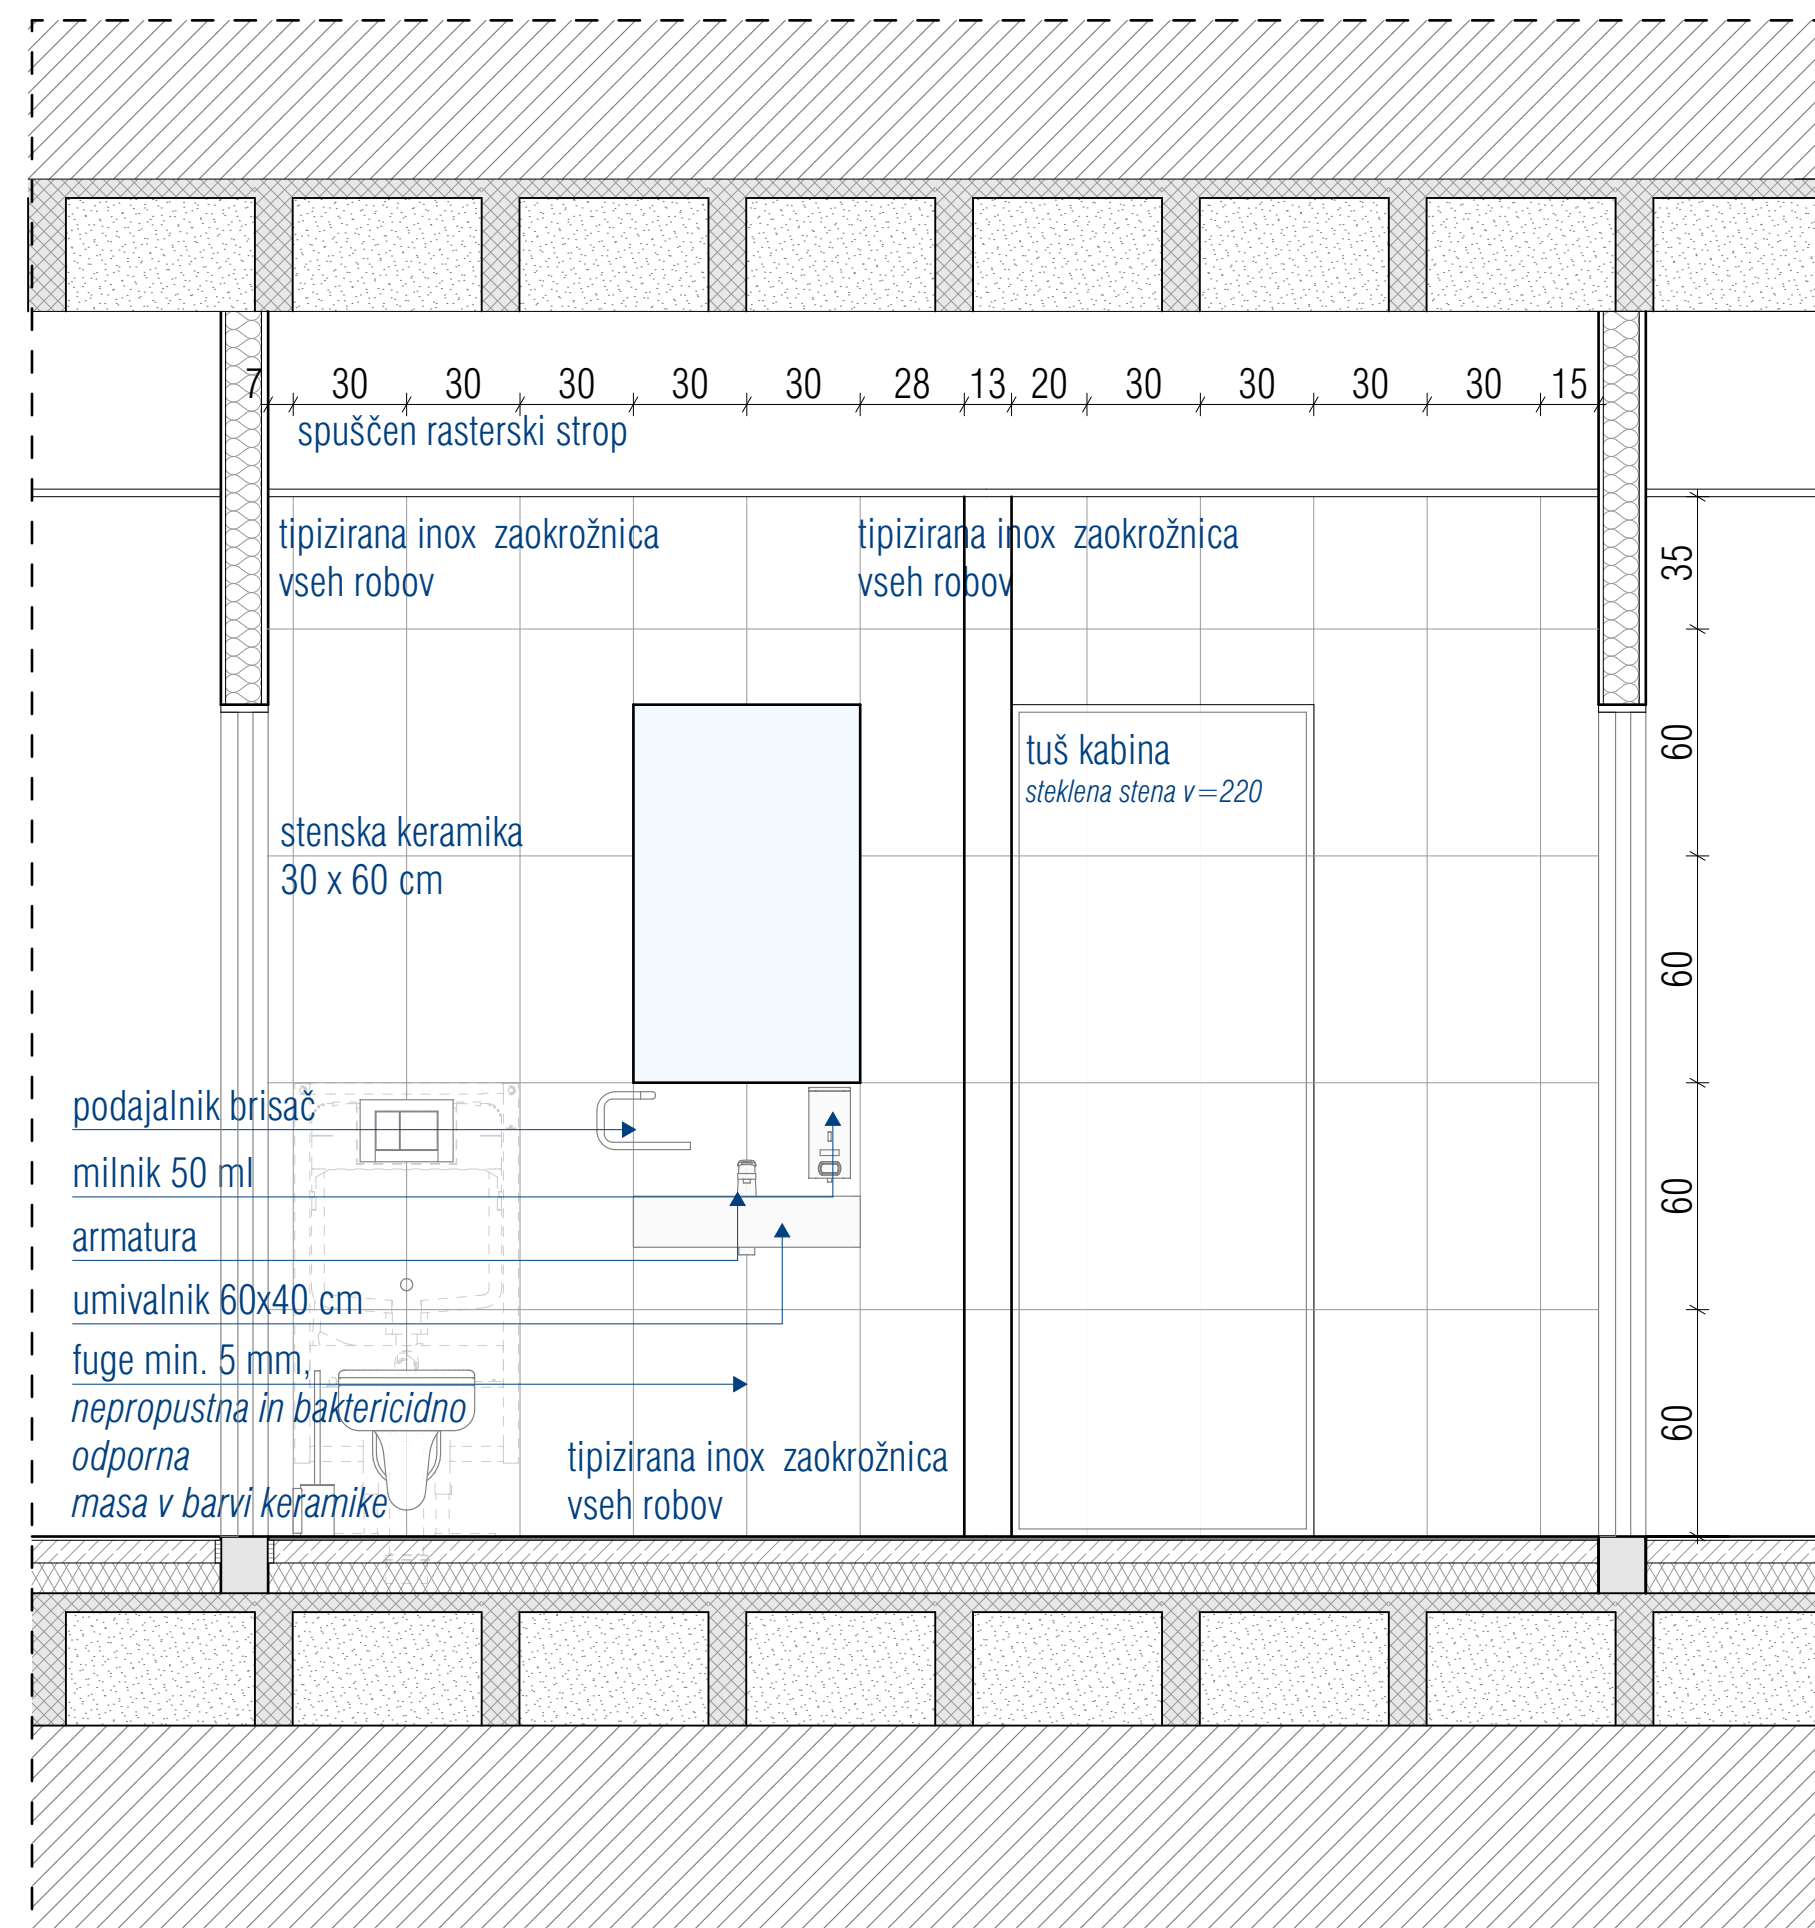 7 30 30 30 30 30 28 13 20 30 30 30 30 15
spuščen rasterski strop
tipizirana inox zaokrožnica
vseh robov
tipizirana inox zaokrožnica
vseh robov
35
60
60
60
60
tuš kabina
steklena stena v=220
stenska keramika
30 x 60 cm
podajalnik brisač
milnik 50 ml
armatura
umivalnik 60x40 cm
fuge min. 5 mm,
nepropustna in baktericidno
odporna
masa v barvi keramike
tipizirana inox zaokrožnica
vseh robov